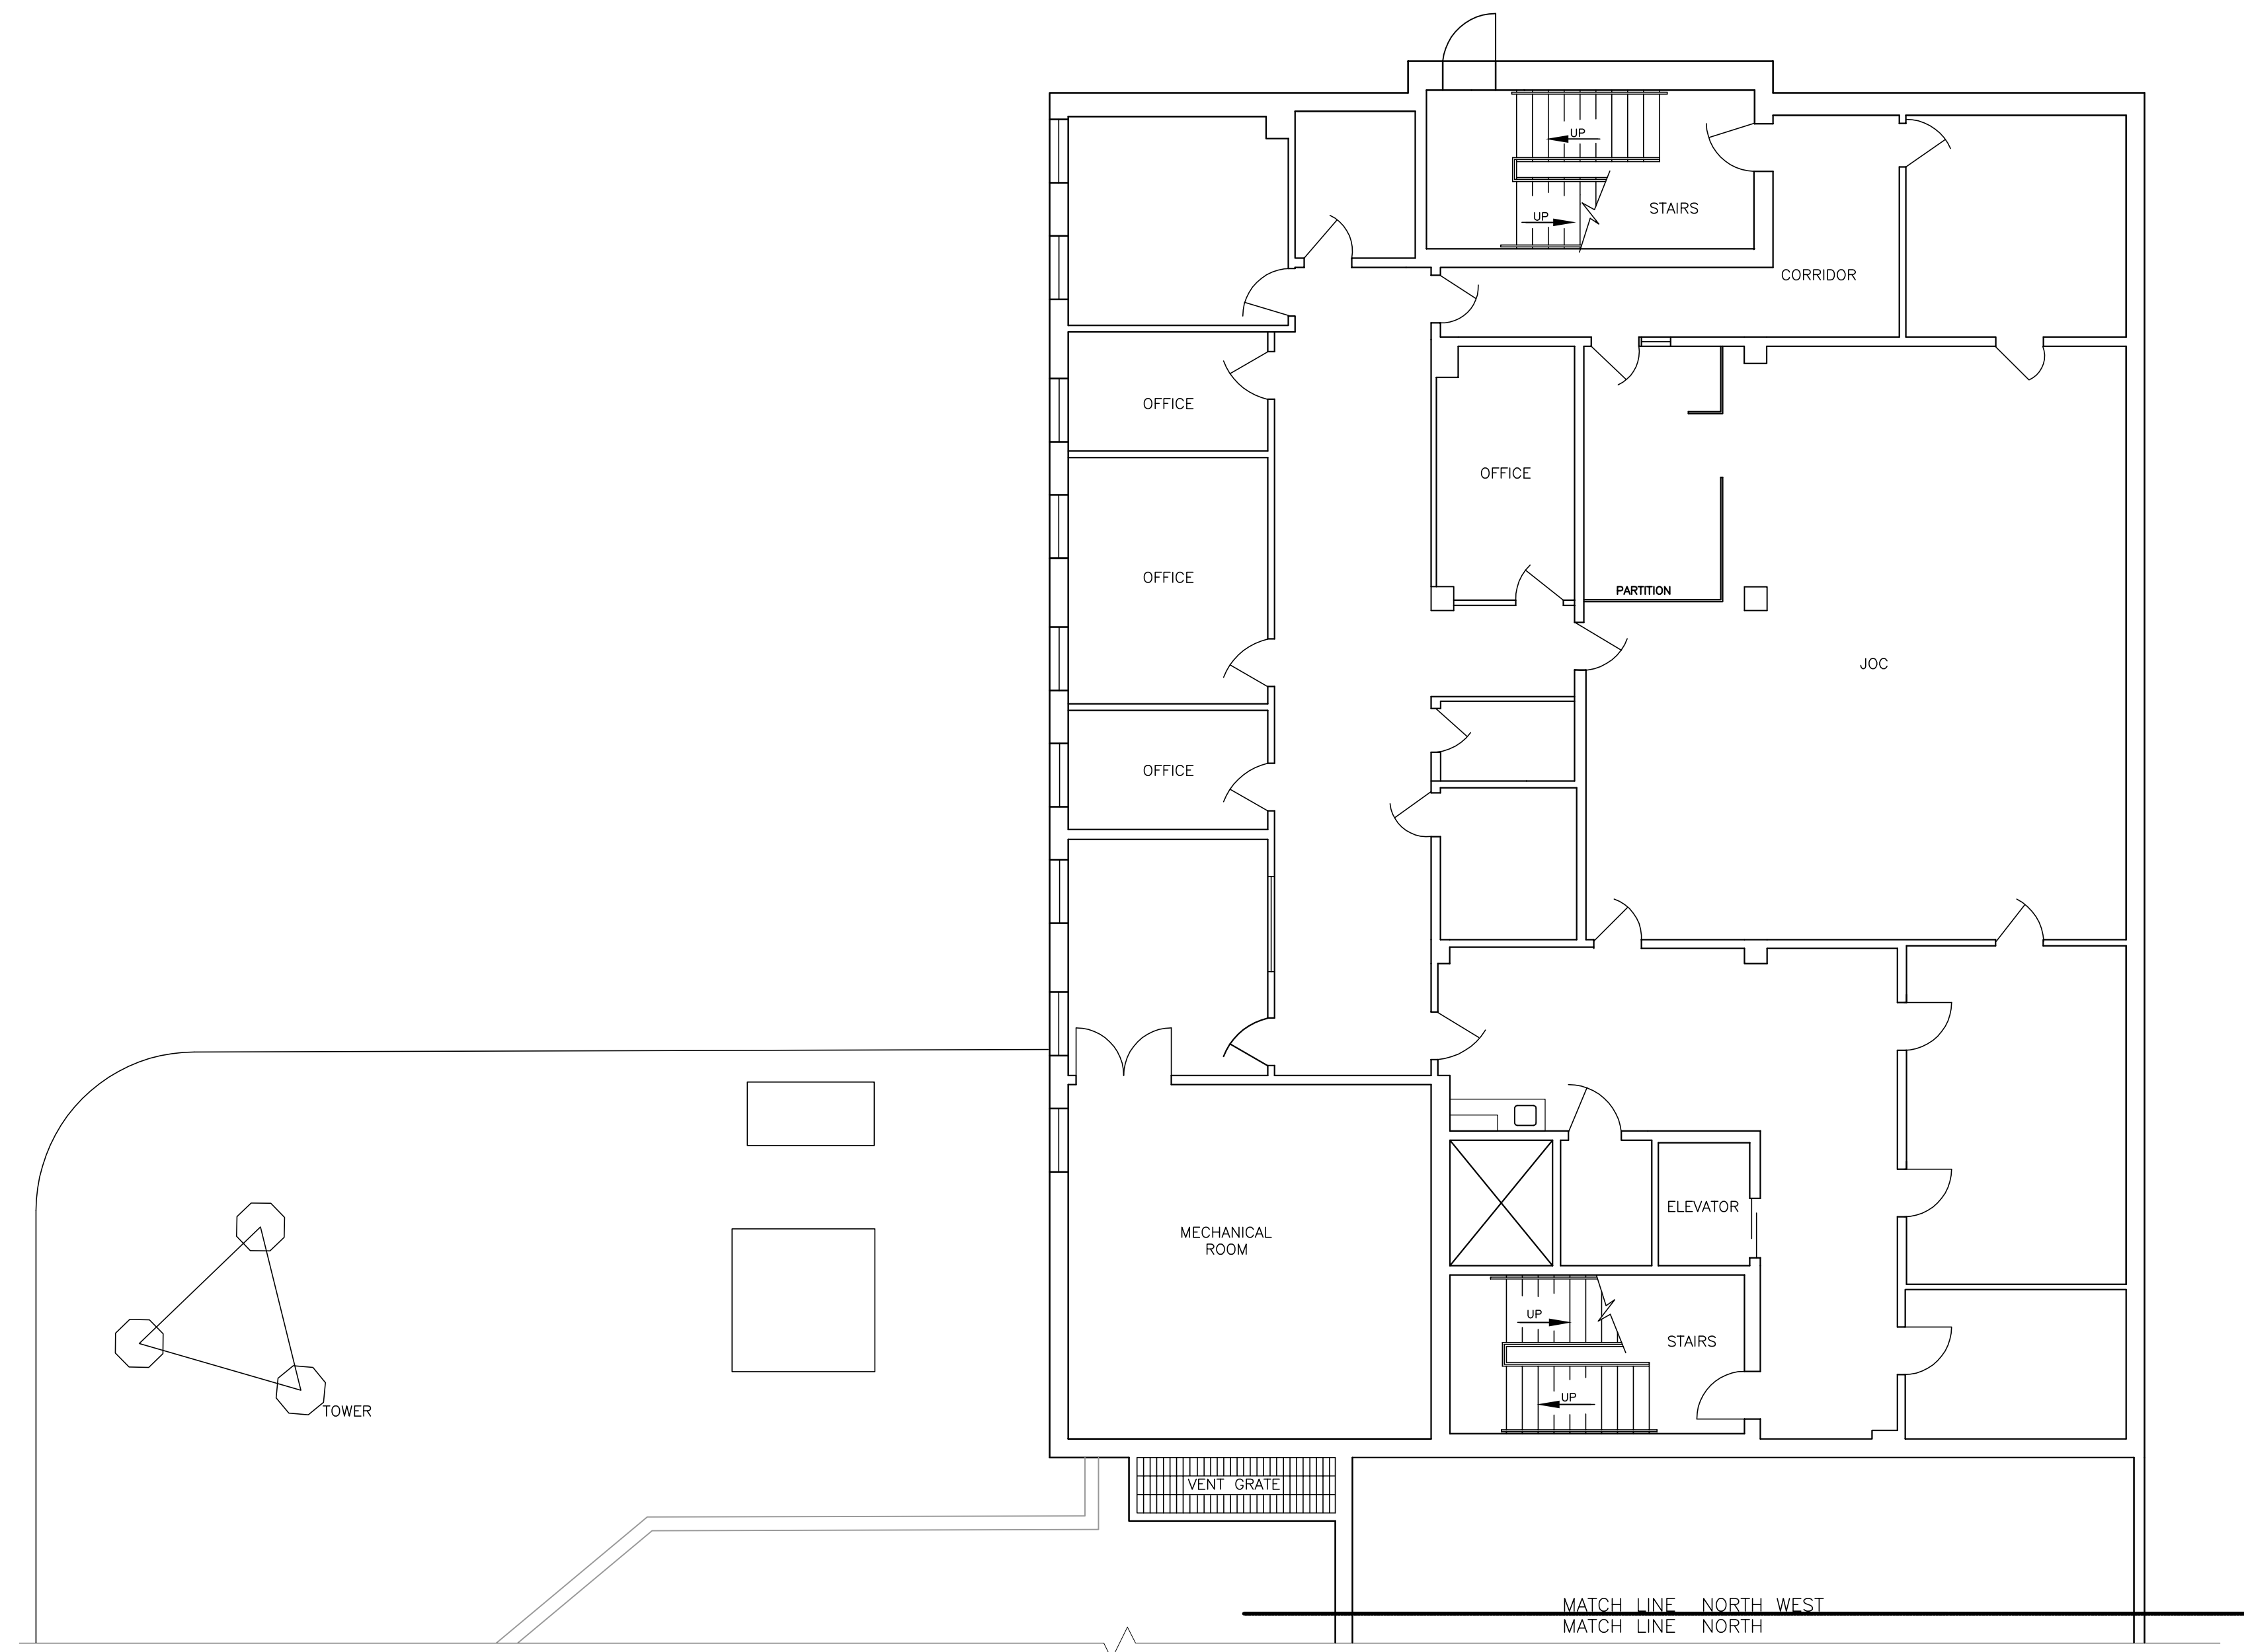 UP
STAIRS
UP
CORRIDOR
OFFICE
OFFICE
OFFICE
PARTITION
JOC
OFFICE
ELEVATOR
MECHANICAL
ROOM
UP
STAIRS
UP
TOWER
VENT GRATE
MATCH LINE NORTH WEST
MATCH LINE NORTH